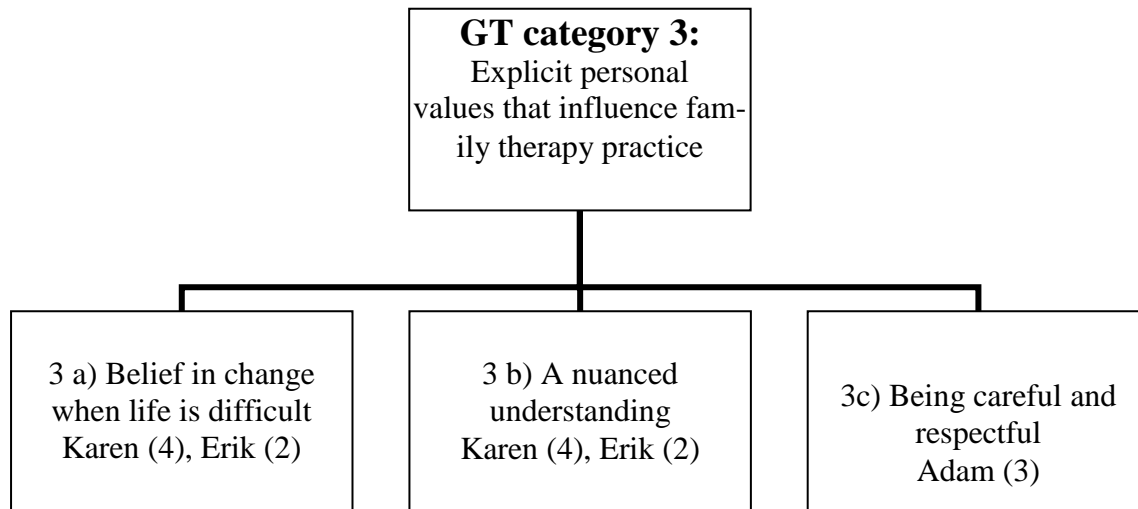 GT category 3:
Explicit personal
values that influence fam-
ily therapy practice
3 a) Belief in change
when life is difficult
Karen (4), Erik (2)
3 b) A nuanced
understanding
Karen (4), Erik (2)
3c) Being careful and
respectful
Adam (3)